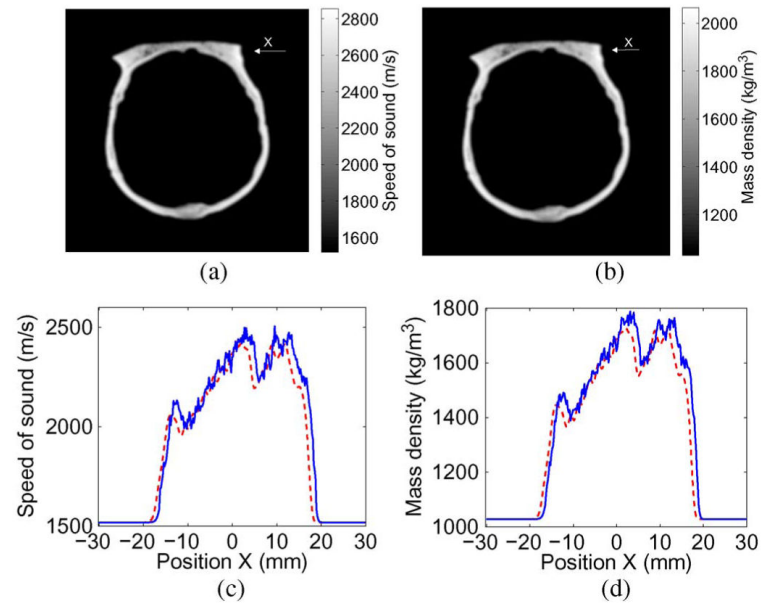 X
2800
2600
2400
2200
2000
1800
1600
Speed of sound (m/s)
(a)
X
2000
1800
1600
1400
1200
Mass density (kg/m³)
(b)
2500
2000
1500
Speed of sound (m/s)
−30 −20 −10 0 10 20 30
Position X (mm)
(c)
1800
1600
1400
1200
1000
Mass density (kg/m³)
−30 −20 −10 0 10 20 30
Position X (mm)
(d)